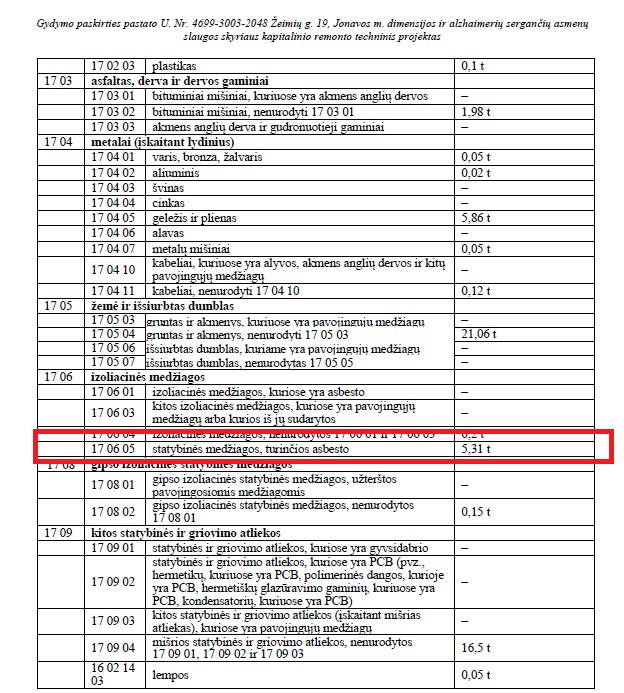 Gydymo paskirties pastato U. Nr. 4699-3003-2048 Žeimių g. 19, Jonavos m. dimensijos ir alzhaimerių sergančių asmenų
slaugos skyriaus kapitalinio remonto techninis projektas
17 02 03 plastikas 0,1 t
17 03 asfaltas, derva ir dervos gaminiai
17 03 01 bituminiai mišiniai, kuriuose yra akmens anglių dervos –
17 03 02 bituminiai mišiniai, nenurodyti 17 03 01 1,98 t
17 03 03 akmens anglių derva ir gudronuotieji gaminiai –
17 04 metalai (įskaitant lydinius)
17 04 01 varis, bronza, žalvaris 0,05 t
17 04 02 aliuminis 0,02 t
17 04 03 švinas –
17 04 04 cinkas –
17 04 05 geležis ir plienas 5,86 t
17 04 06 alavas –
17 04 07 metalų mišiniai 0,05 t
17 04 10 kabeliai, kuriuose yra alyvos, akmens anglių dervos ir kitų
pavojingųjų medžiagų –
17 04 11 kabeliai, nenurodyti 17 04 10 0,12 t
17 05 žemė ir išsiurbtas dumblas
17 05 03 gruntas ir akmenys, kuriuose yra pavojingųjų medžiagų –
17 05 04 gruntas ir akmenys, nenurodyti 17 05 03 21,06 t
17 05 06 išsiurbtas dumblas, kuriame yra pavojingųjų medžiagų –
17 05 07 išsiurbtas dumblas, nenurodytas 17 05 05 –
17 06 izoliacinės medžiagos
17 06 01 izoliacinės medžiagos, kuriose yra asbesto –
17 06 03 kitos izoliacinės medžiagos, kuriose yra pavojingųjų
medžiagų arba kurios iš jų sudarytos –
17 06 04 izoliacinės medžiagos, nenurodytos 17 06 01 ir 17 06 03 0,2 t
17 06 05 statybinės medžiagos, turinčios asbesto 5,31 t
17 08 gipso izoliacinės statybinės medžiagos
17 08 01 gipso izoliacinės statybinės medžiagos, užterštos
pavojingosiomis medžiagomis –
17 08 02 gipso izoliacinės statybinės medžiagos, nenurodytos
17 08 01 0,15 t
17 09 kitos statybinės ir griovimo atliekos
17 09 01 statybinės ir griovimo atliekos, kuriose yra gyvsidabrio –
17 09 02 statybinės ir griovimo atliekos, kuriose yra PCB (pvz.,
hermetikų, kuriuose yra PCB, polimerinės dangos, kurioje
yra PCB, hermetiškų glazūravimo gaminių, kuriuose yra
PCB, kondensatorių, kuriuose yra PCB) –
17 09 03 kitos statybinės ir griovimo atliekos (įskaitant mišrias
atliekas), kuriose yra pavojingųjų medžiagų –
17 09 04 mišrios statybinės ir griovimo atliekos, nenurodytos
17 09 01, 17 09 02 ir 17 09 03 16,5 t
16 02 14
03 lempos 0,05 t